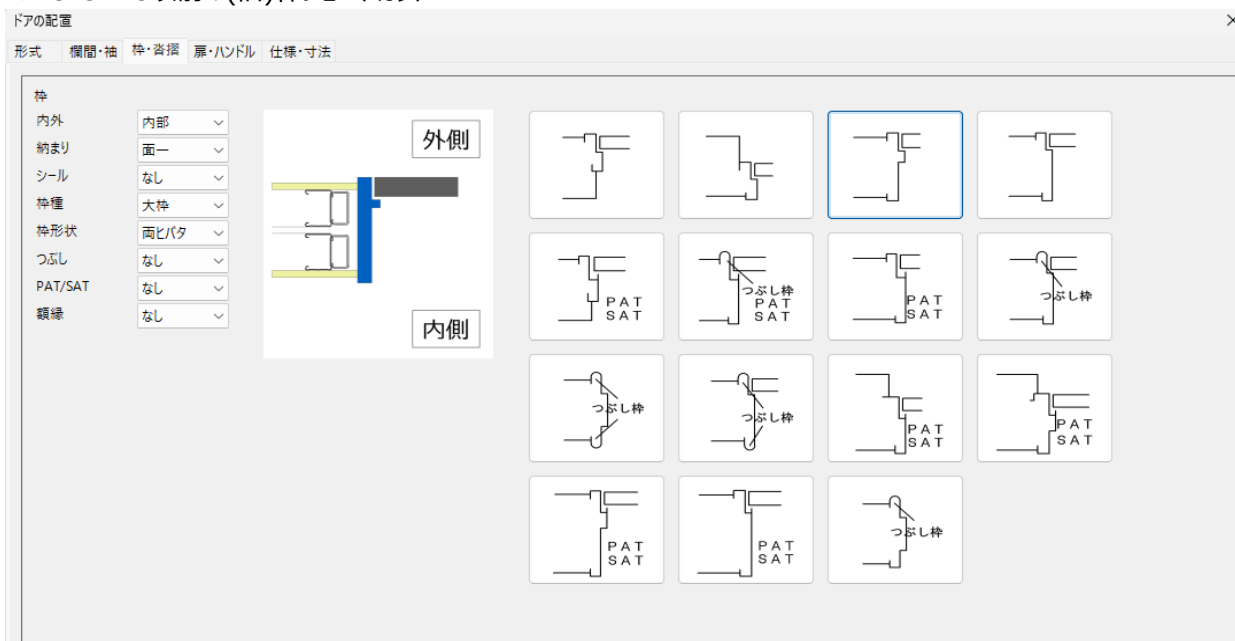 ドアの配置
形式 欄間・袖 枠・沓摺 扉・ハンドル 仕様・寸法
枠
内外 内部
納まり 面一
シール なし
枠種 大枠
枠形状 両ヒバタ
つぶし なし
PAT/SAT なし
額縁 なし
外側
内側
PAT
SAT
つぶし枠
PAT
SAT
PAT
SAT
つぶし枠
つぶし枠
つぶし枠
PAT
SAT
PAT
SAT
PAT
SAT
PAT
SAT
つぶし枠